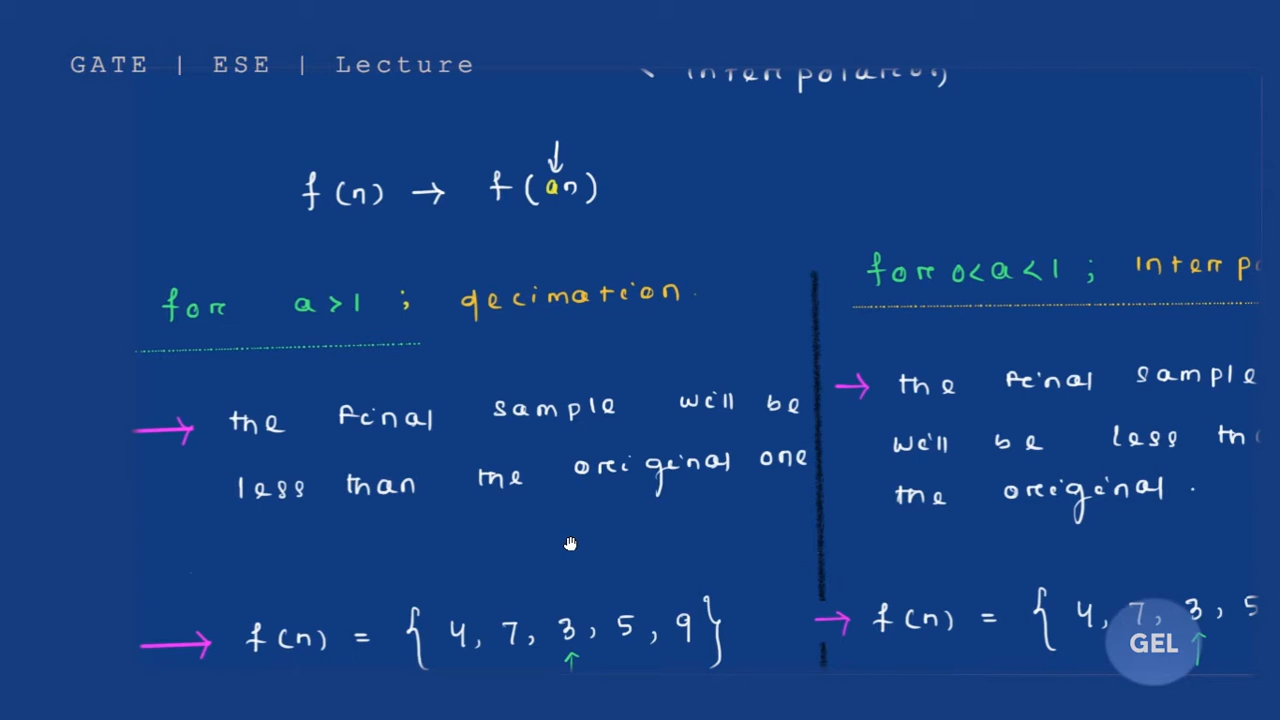 GATE | ESE | Lecture
f(n) → f(an)
for a>1 ; decimation.
→ the final sample will be
less than the original one
→ f(n) = { 4, 7, 3, 5, 9 }
↑
for 0<a<1 ; interp
→ the final sample
will be less th
the original.
→ f(n) = { 4, 7, 3, 5
↑
GEL